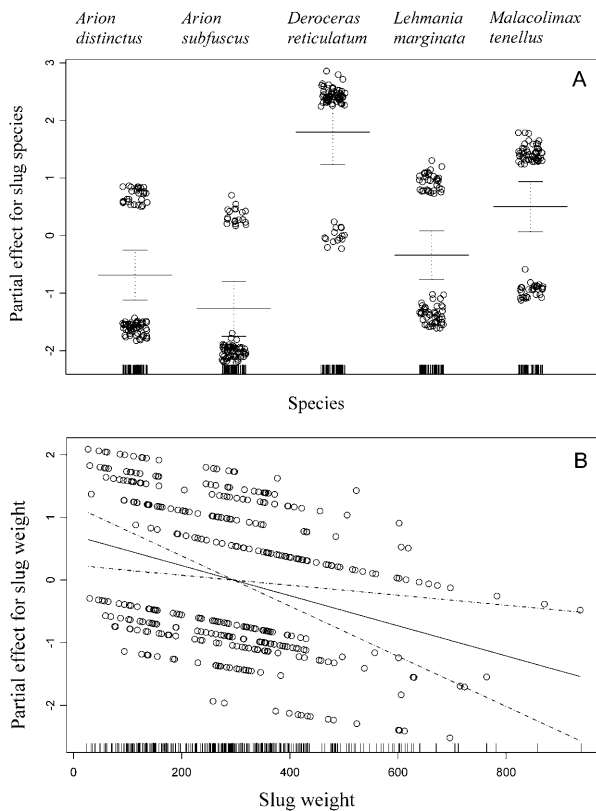 Arion Arion Deroceras Lehmania Malacolimax
distinctus subfuscus reticulatum marginata tenellus
A
3
2
1
0
-1
-2
Partial effect for slug species
Species
B
2
1
0
-1
-2
Partial effect for slug weight
0 200 400 600 800
Slug weight